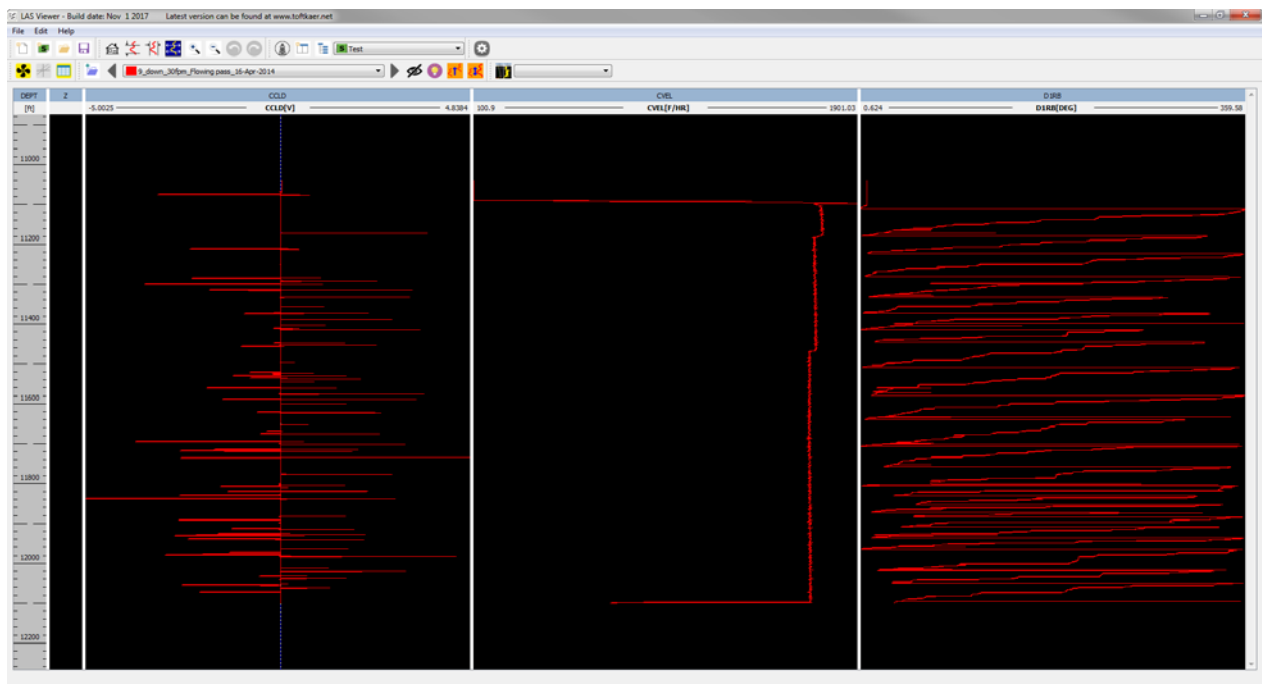 LAS Viewer - Build date: Nov 1 2017 Latest version can be found at www.toftkaer.net
File Edit Help
S Test
9_down_30fpm_Flowing pass_16-Apr-2014
DEPT Z CCLD CVEL D1RB
[ft] -5.0025 CCLD[V] 4.8384 100.9 CVEL[F/HR] 1901.03 0.624 D1RB[DEG] 359.58
11000
11200
11400
11600
11800
12000
12200